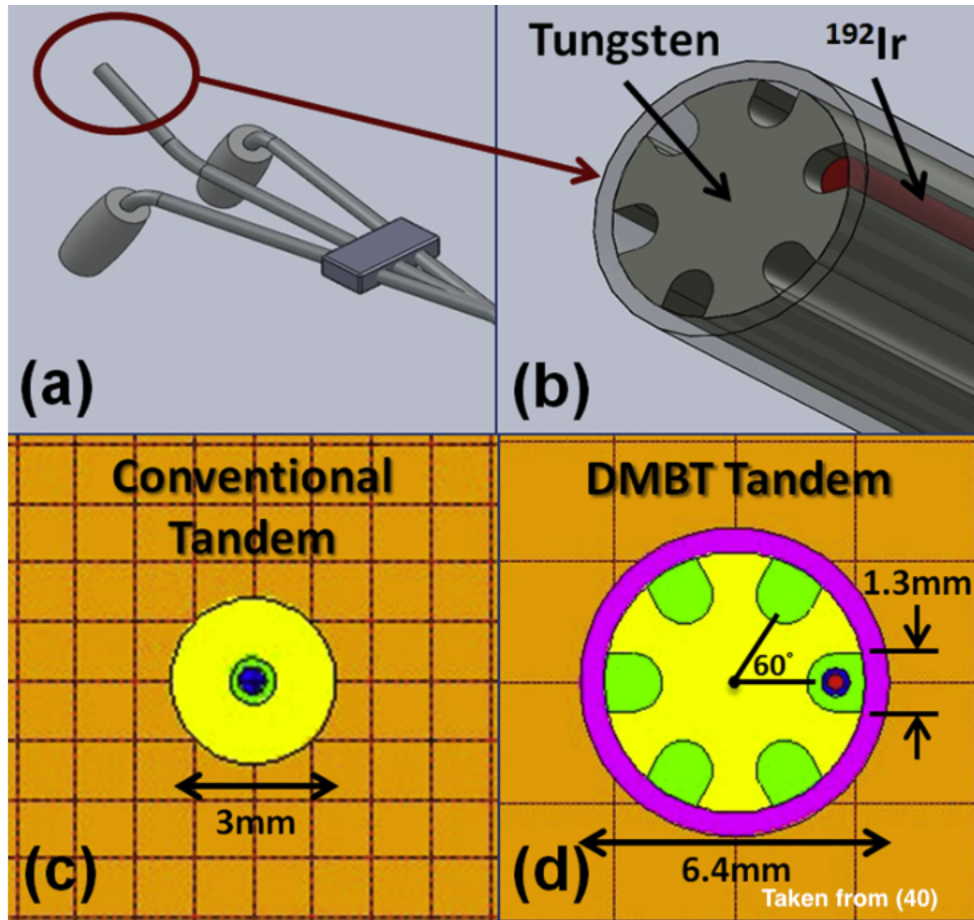 Tungsten
¹⁹²Ir
(a)
(b)
Conventional
Tandem
3mm
(c)
DMBT Tandem
1.3mm
60°
6.4mm
(d)
Taken from (40)